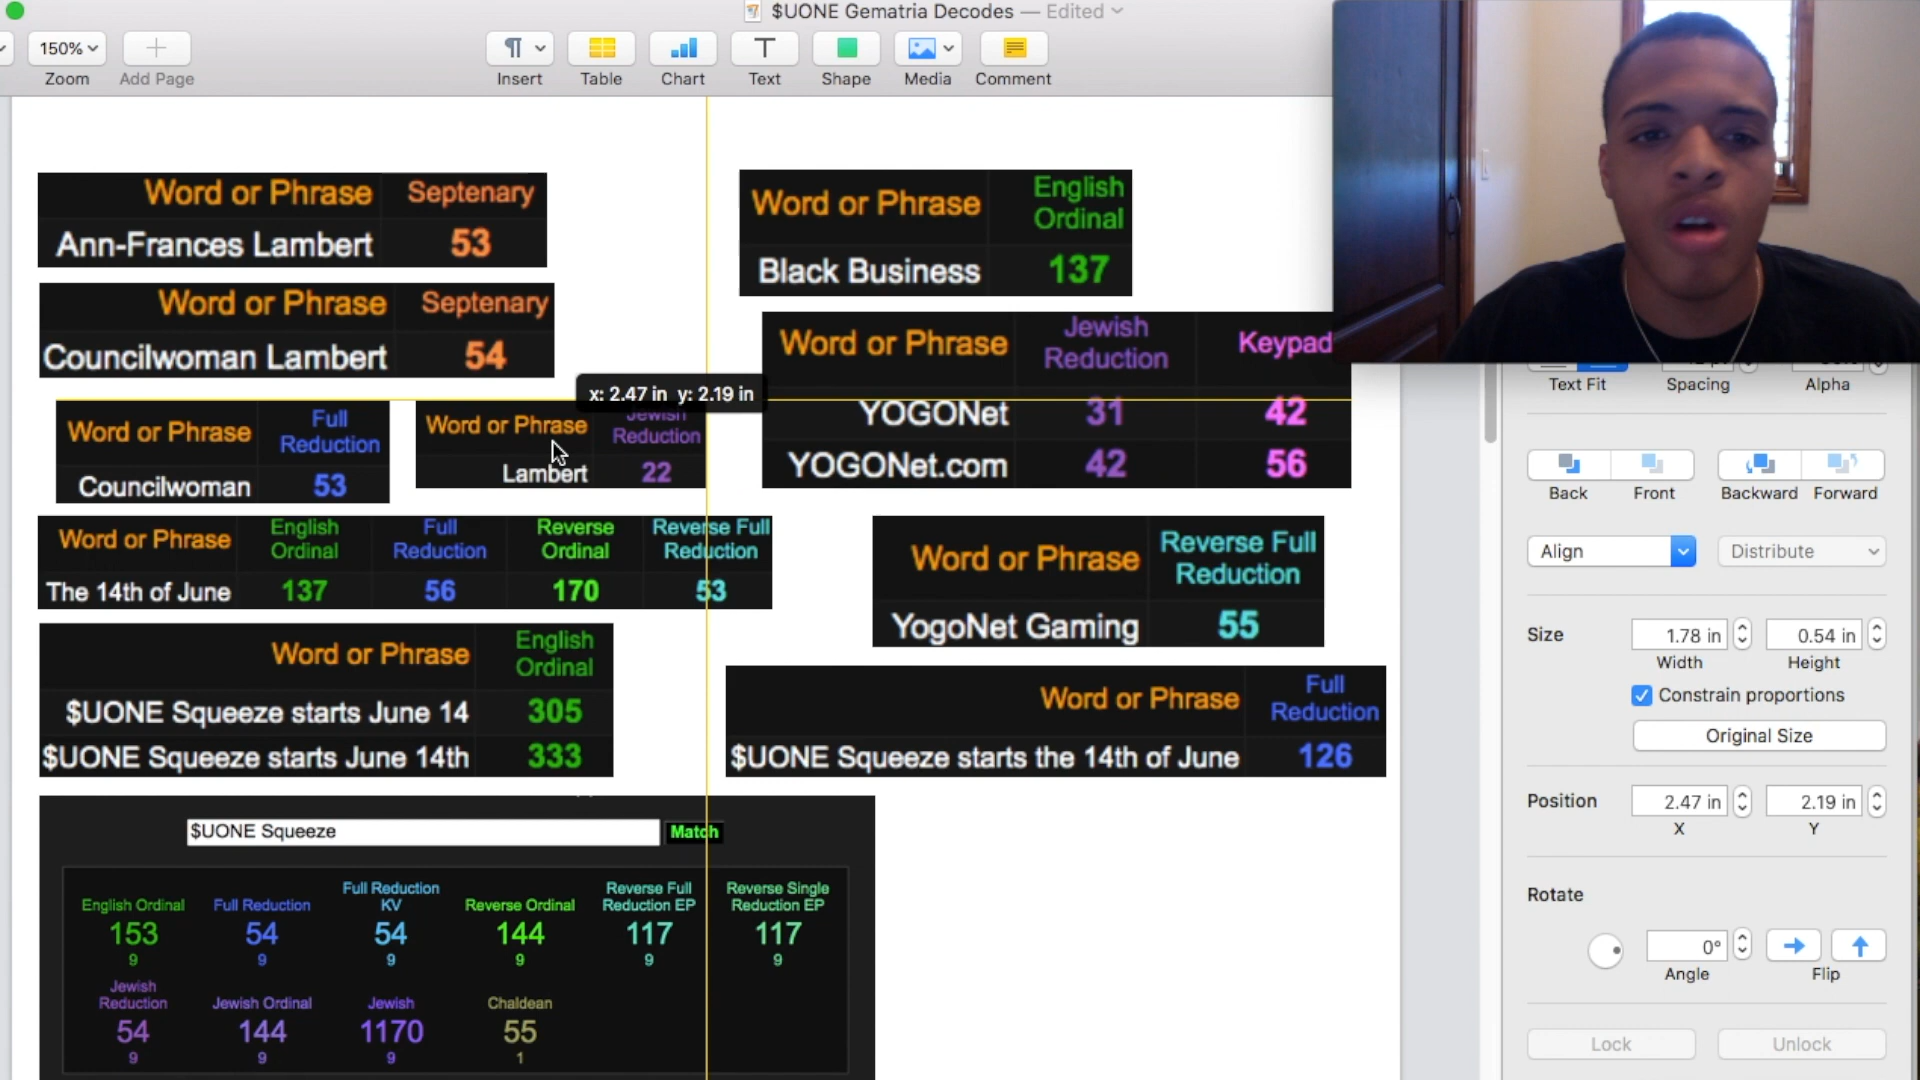 $UONE Gematria Decodes — Edited
150%
Zoom
Add Page
Insert
Table
Chart
Text
Shape
Media
Comment
Word or Phrase Septenary
Ann-Frances Lambert 53
Word or Phrase Septenary
Councilwoman Lambert 54
Word or Phrase Full Reduction
Councilwoman 53
x: 2.47 in y: 2.19 in
Word or Phrase Jewish Reduction
Lambert 22
Word or Phrase English Ordinal Full Reduction Reverse Ordinal Reverse Full Reduction
The 14th of June 137 56 170 53
Word or Phrase English Ordinal
$UONE Squeeze starts June 14 305
$UONE Squeeze starts June 14th 333
Word or Phrase English Ordinal
Black Business 137
Word or Phrase Jewish Reduction Keypad
YOGONet 31 42
YOGONet.com 42 56
Word or Phrase Reverse Full Reduction
YogoNet Gaming 55
Word or Phrase Full Reduction
$UONE Squeeze starts the 14th of June 126
$UONE Squeeze Match
English Ordinal Full Reduction Full Reduction KV Reverse Ordinal Reverse Full Reduction EP Reverse Single Reduction EP
153 54 54 144 117 117
9 9 9 9 9 9
Jewish Reduction Jewish Ordinal Jewish Chaldean
54 144 1170 55
9 9 9 1
Text Fit
Spacing
Alpha
Back
Front
Backward
Forward
Align
Distribute
Size
1.78 in
0.54 in
Width
Height
Constrain proportions
Original Size
Position
2.47 in
2.19 in
X
Y
Rotate
0°
Angle
Flip
Lock
Unlock